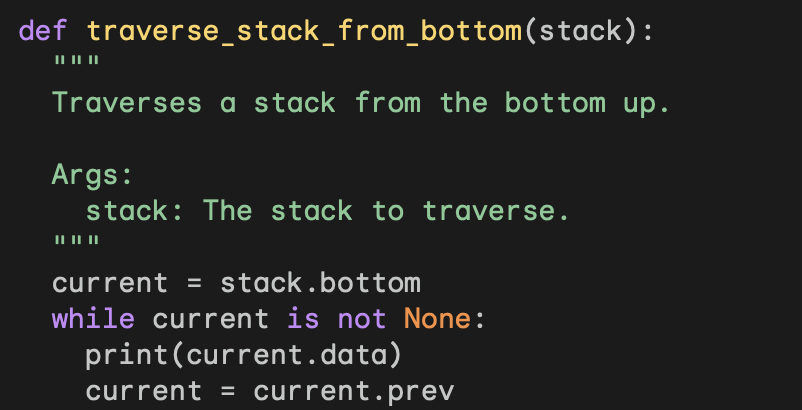 def traverse_stack_from_bottom(stack):
  """
  Traverses a stack from the bottom up.

  Args:
    stack: The stack to traverse.
  """
  current = stack.bottom
  while current is not None:
    print(current.data)
    current = current.prev